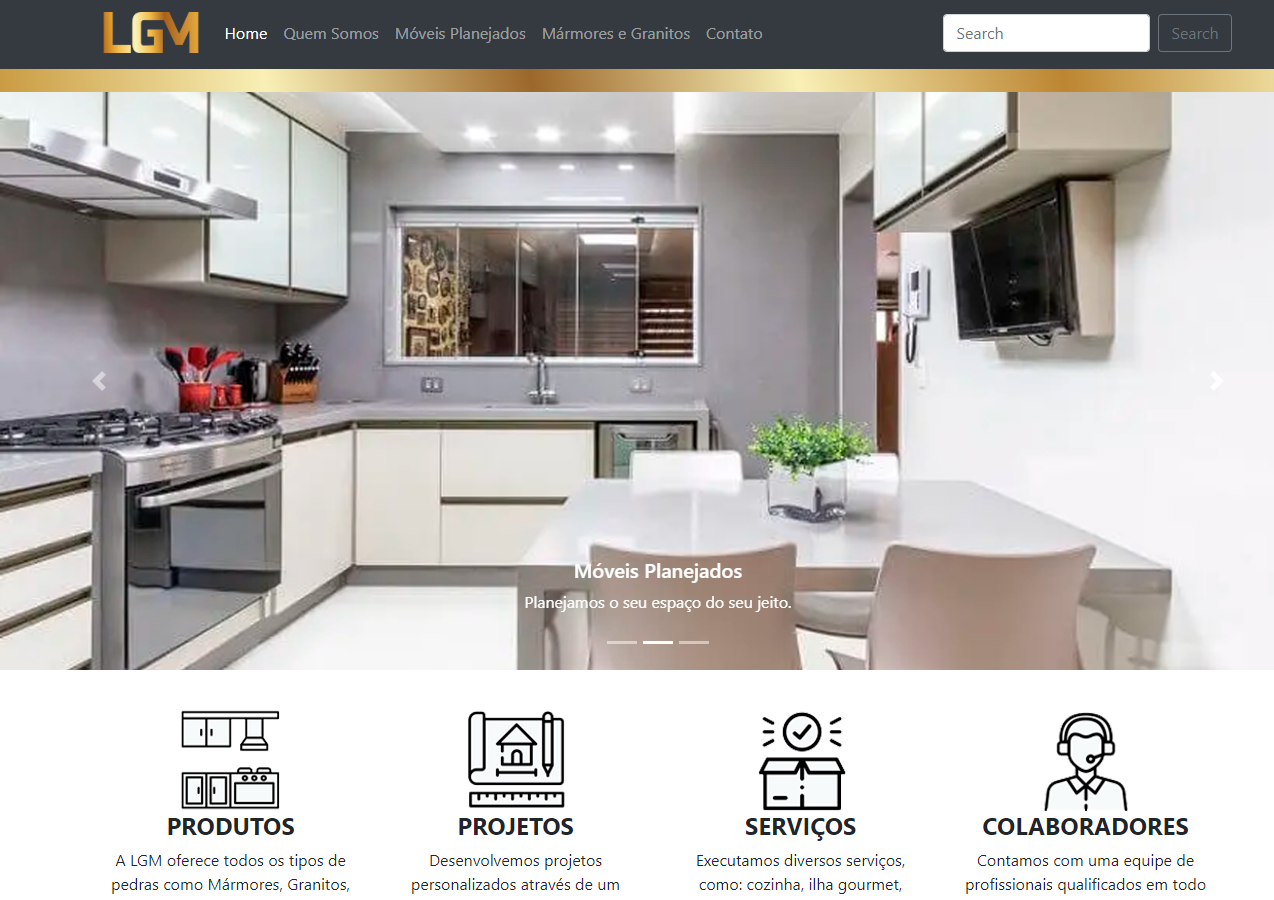 LGM
Home Quem Somos Móveis Planejados Mármores e Granitos Contato
Search Search
Móveis Planejados
Planejamos o seu espaço do seu jeito.
PRODUTOS
A LGM oferece todos os tipos de
pedras como Mármores, Granitos,
PROJETOS
Desenvolvemos projetos
personalizados através de um
SERVIÇOS
Executamos diversos serviços,
como: cozinha, ilha gourmet,
COLABORADORES
Contamos com uma equipe de
profissionais qualificados em todo